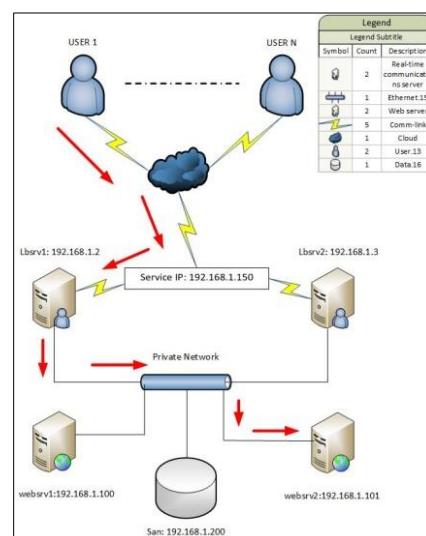 Legend
Legend Subtitle
Symbol Count Description
2 Real-time
communicati
ns server
1 Ethernet.15
2 Web server
5 Comm-link
1 Cloud
2 User.13
1 Data.16
USER 1
USER N
Lbsrv1: 192.168.1.2
Lbsrv2: 192.168.1.3
Service IP: 192.168.1.150
Private Network
websrv1:192.168.1.100
websrv2:192.168.1.101
San: 192.168.1.200